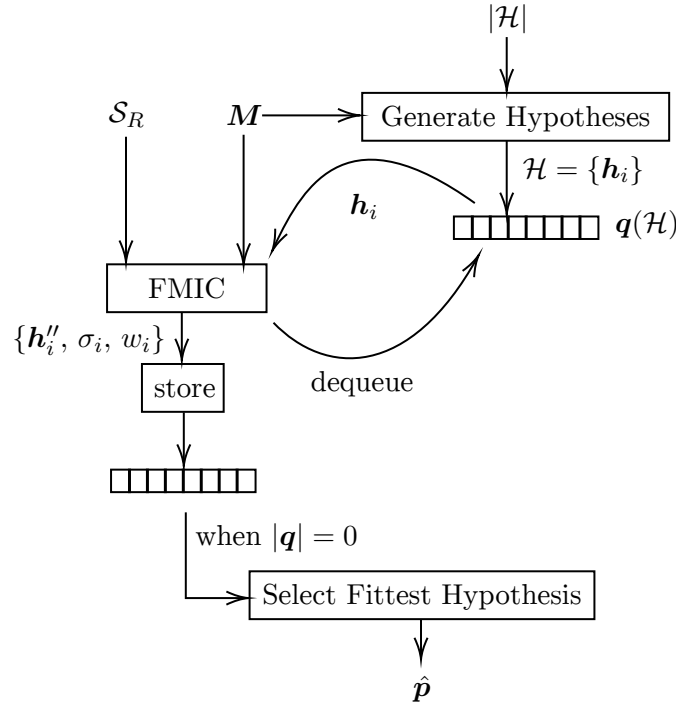 |ℋ|
𝒮_R
𝑴
Generate Hypotheses
ℋ = {𝒉_i}
𝒉_i
𝒒(ℋ)
FMIC
{𝒉″_i, σ_i, w_i}
dequeue
store
when |𝒒| = 0
Select Fittest Hypothesis
𝒑̂